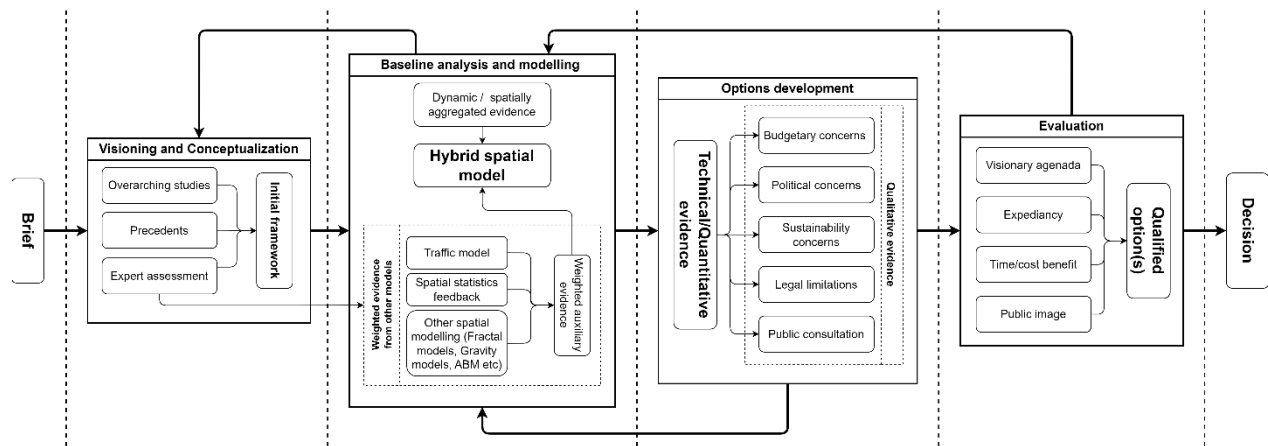 Brief
Visioning and Conceptualization
Overarching studies
Precedents
Expert assessment
Initial framework
Baseline analysis and modelling
Dynamic / spatially
aggregated evidence
Hybrid spatial
model
Weighted evidence
from other models
Traffic model
Spatial statistics
feedback
Other spatial
modelling (Fractal
models, Gravity
models, ABM etc)
Weighted auxiliary
evidence
Options development
Technical/Quantitative
evidence
Budgetary concerns
Political concerns
Sustainability
concerns
Legal limitations
Public consultation
Qualitative evidence
Evaluation
Visionary agenada
Expediancy
Time/cost benefit
Public image
Qualified
option(s)
Decision